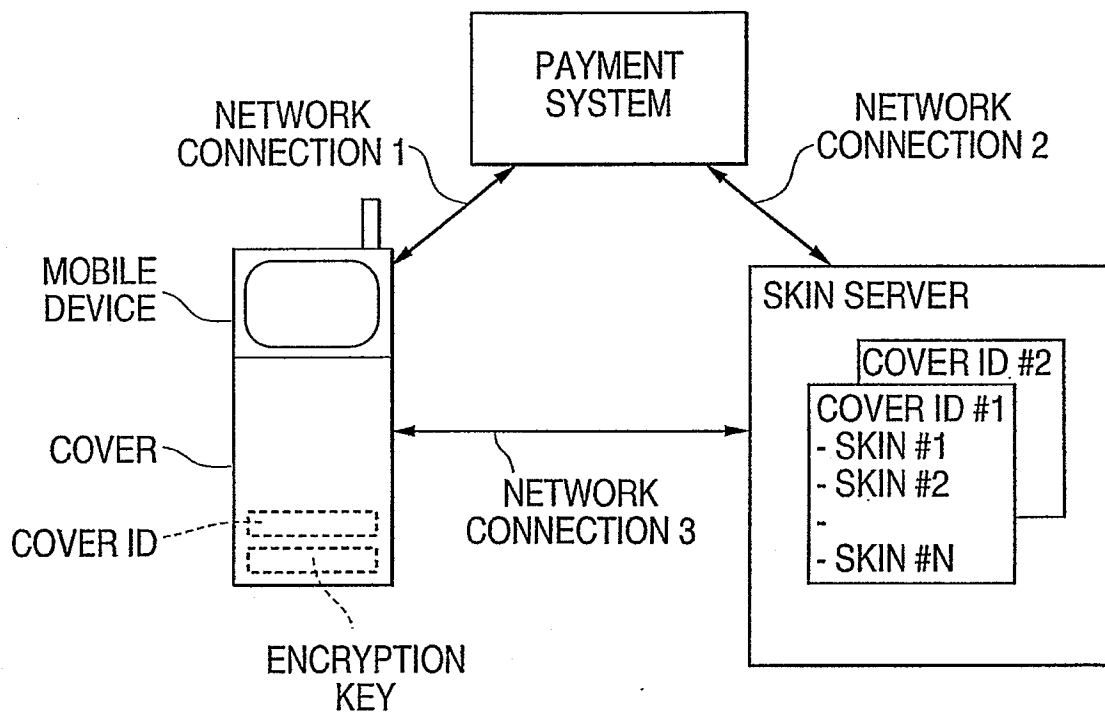 PAYMENT
SYSTEM
NETWORK
CONNECTION 1
NETWORK
CONNECTION 2
MOBILE
DEVICE
SKIN SERVER
COVER ID #2
COVER ID #1
- SKIN #1
- SKIN #2
-
- SKIN #N
COVER
NETWORK
CONNECTION 3
COVER ID
ENCRYPTION
KEY